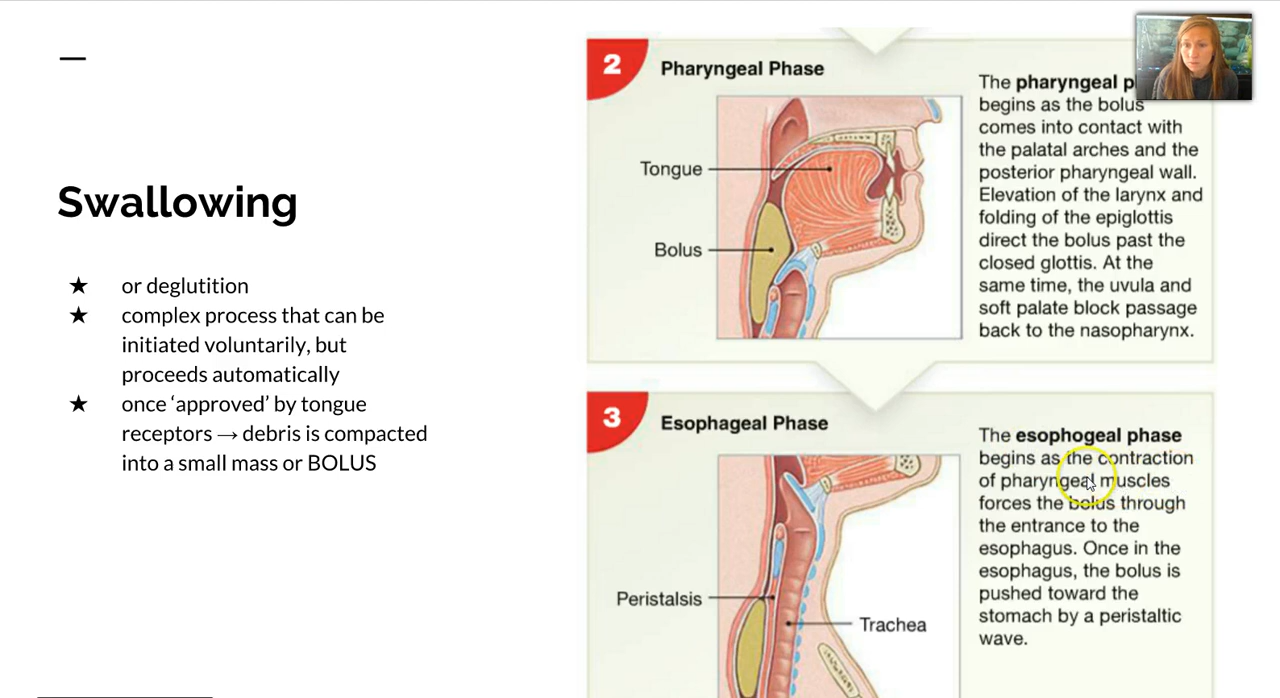 Swallowing
★ or deglutition
★ complex process that can be
initiated voluntarily, but
proceeds automatically
★ once ‘approved’ by tongue
receptors → debris is compacted
into a small mass or BOLUS
2
Pharyngeal Phase
Tongue
Bolus
The pharyngeal
begins as the bolus
comes into contact with
the palatal arches and the
posterior pharyngeal wall.
Elevation of the larynx and
folding of the epiglottis
direct the bolus past the
closed glottis. At the
same time, the uvula and
soft palate block passage
back to the nasopharynx.
3
Esophageal Phase
Peristalsis
Trachea
The esophogeal phase
begins as the contraction
of pharyngeal muscles
forces the bolus through
the entrance to the
esophagus. Once in the
esophagus, the bolus is
pushed toward the
stomach by a peristaltic
wave.